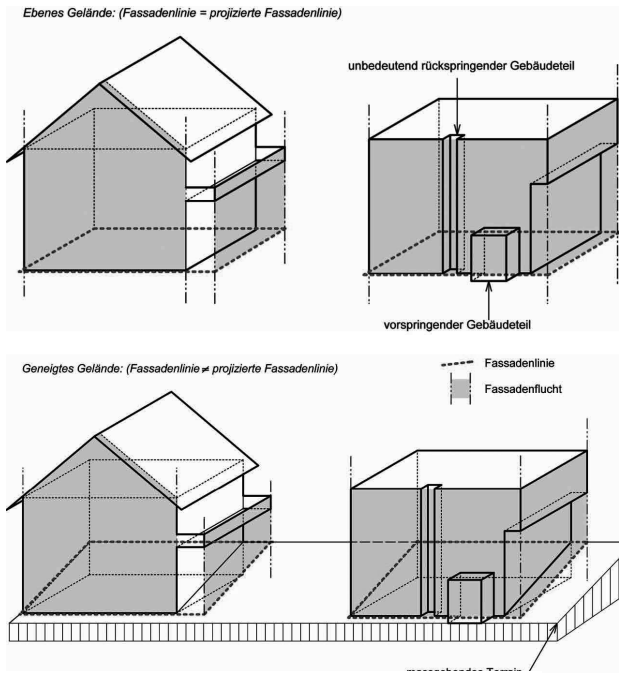 Ebenes Gelände: (Fassadenlinie = projizierte Fassadenlinie)
unbedeutend rückspringender Gebäudeteil
vorspringender Gebäudeteil
Geneigtes Gelände: (Fassadenlinie ≠ projizierte Fassadenlinie)
Fassadenlinie
Fassadenflucht